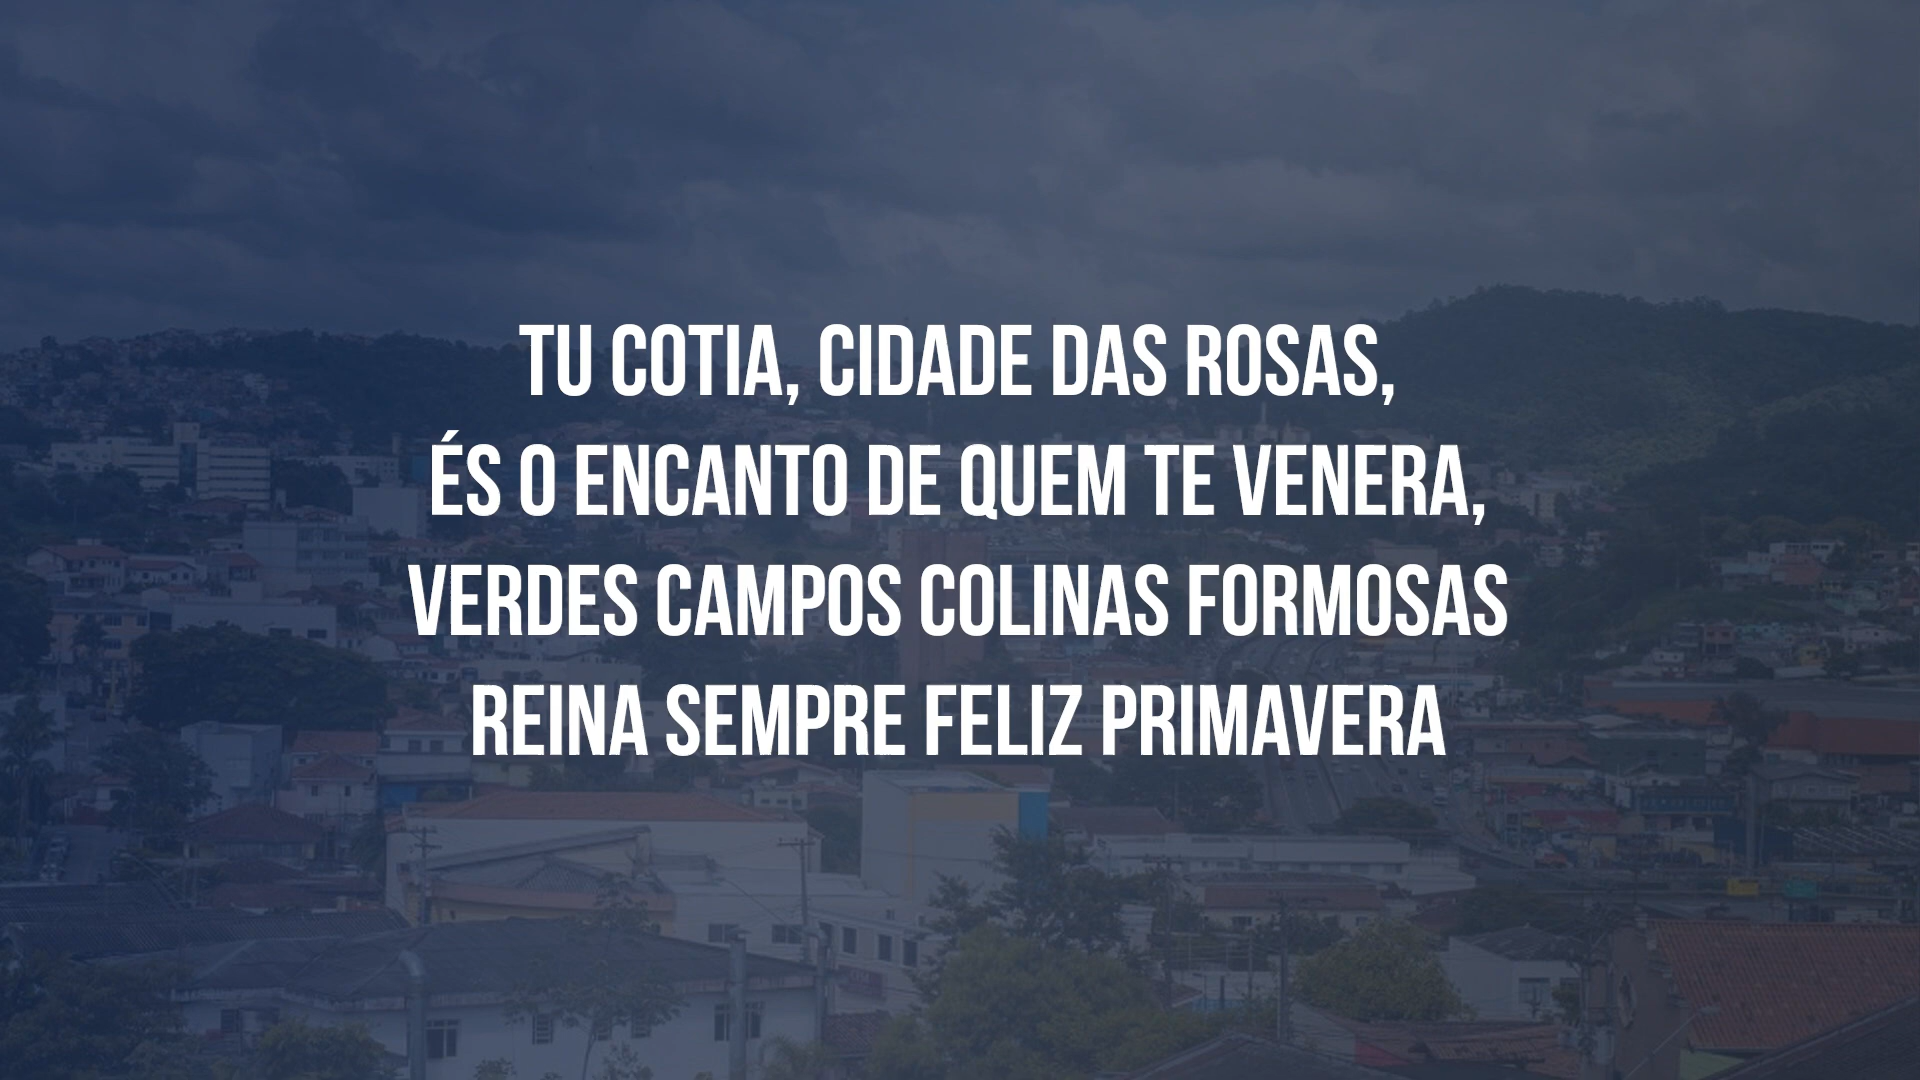 TU COTIA, CIDADE DAS ROSAS,
ÉS O ENCANTO DE QUEM TE VENERA,
VERDES CAMPOS COLINAS FORMOSAS
REINA SEMPRE FELIZ PRIMAVERA